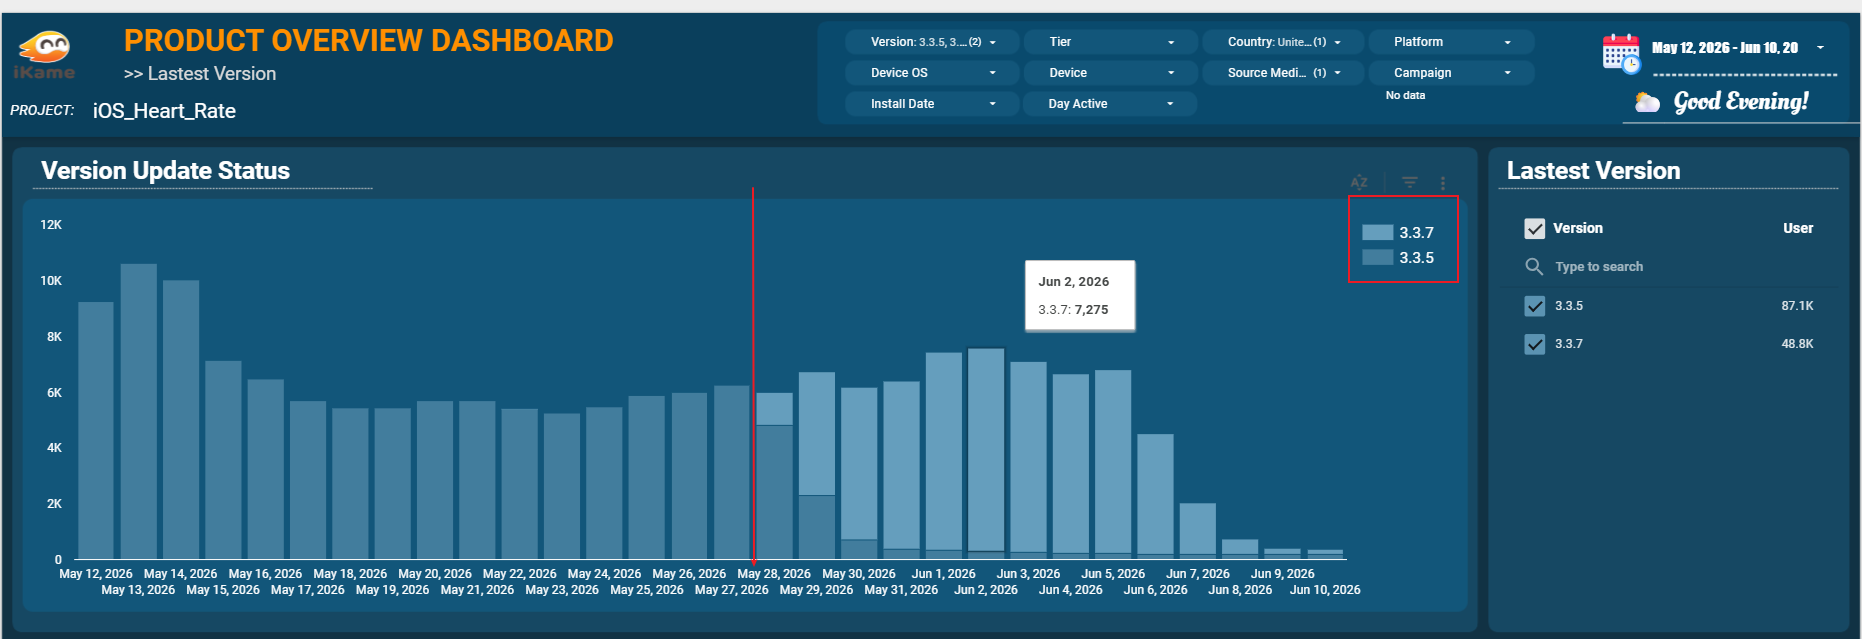 iKame
PRODUCT OVERVIEW DASHBOARD
>> Lastest Version
PROJECT: iOS_Heart_Rate
Version: 3.3.5, 3.... (2)
Tier
Country: Unite... (1)
Platform
Device OS
Device
Source Medi... (1)
Campaign
No data
Install Date
Day Active
May 12, 2026 - Jun 10, 20
Good Evening!
Version Update Status
AZ
3.3.7
3.3.5
Jun 2, 2026
3.3.7: 7,275
12K
10K
8K
6K
4K
2K
0
May 12, 2026 May 14, 2026 May 16, 2026 May 18, 2026 May 20, 2026 May 22, 2026 May 24, 2026 May 26, 2026 May 28, 2026 May 30, 2026 Jun 1, 2026 Jun 3, 2026 Jun 5, 2026 Jun 7, 2026 Jun 9, 2026
May 13, 2026 May 15, 2026 May 17, 2026 May 19, 2026 May 21, 2026 May 23, 2026 May 25, 2026 May 27, 2026 May 29, 2026 May 31, 2026 Jun 2, 2026 Jun 4, 2026 Jun 6, 2026 Jun 8, 2026 Jun 10, 2026
Lastest Version
Version User
Type to search
3.3.5 87.1K
3.3.7 48.8K